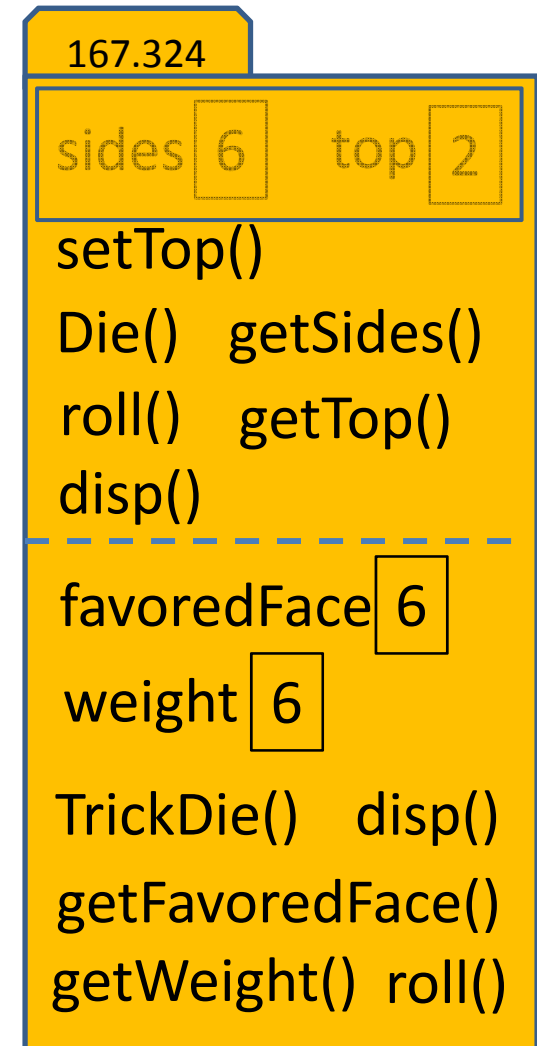 167.324
sides 6 top 2
setTop()
Die() getSides()
roll() getTop()
disp()
favoredFace 6
weight 6
TrickDie() disp()
getFavoredFace()
getWeight() roll()